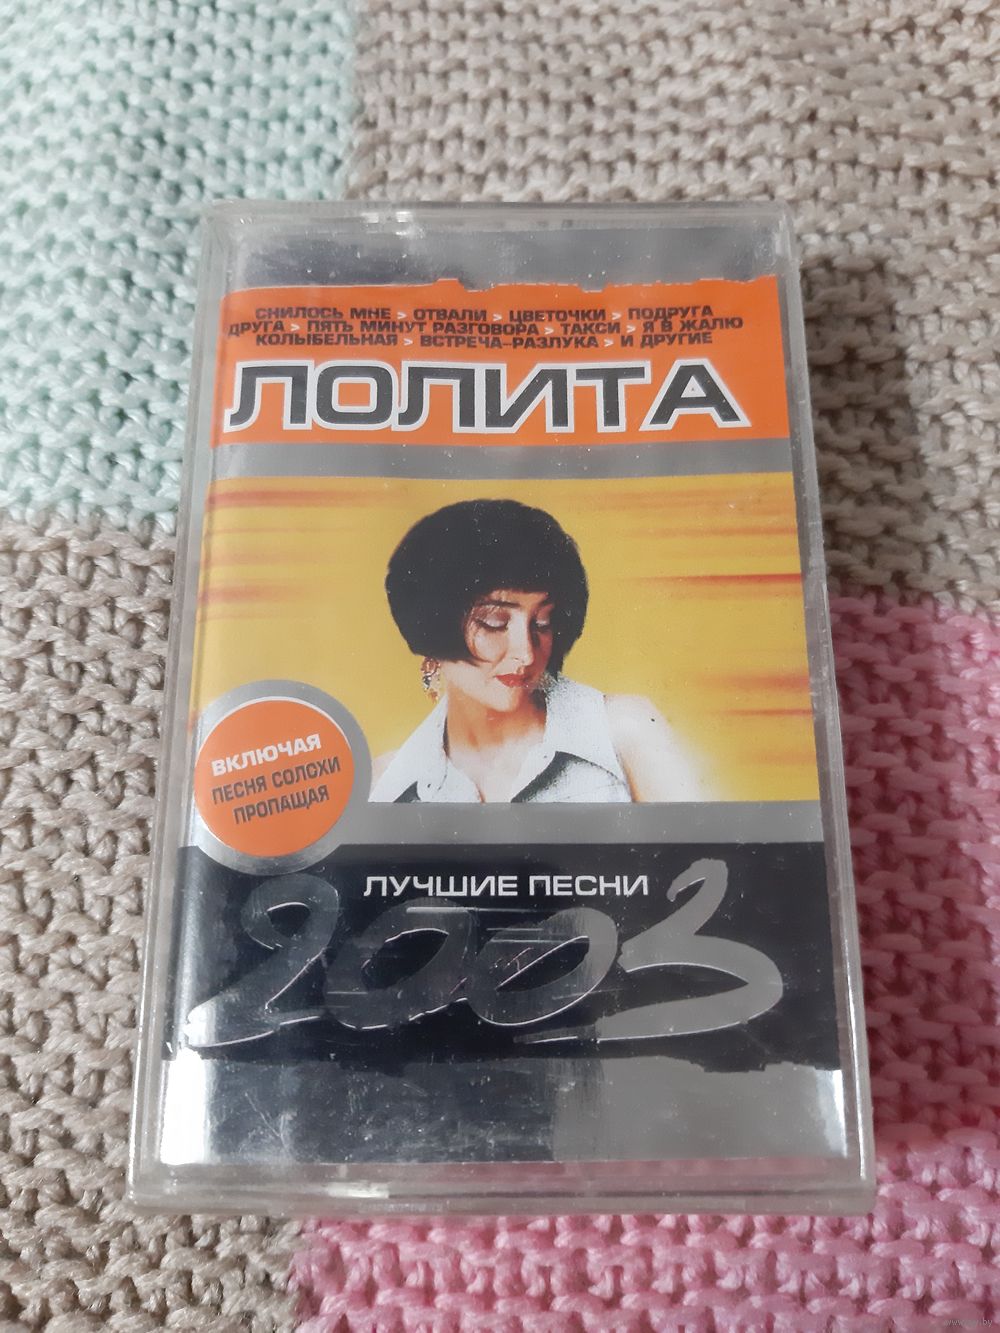 СНИЛОСЬ МНЕ > ОТВАЛИ > ЦВЕТОЧКИ > ПОДРУГА
ДРУГА > ПЯТЬ МИНУТ РАЗГОВОРА > ТАКСИ > Я В ЖАЛЮ
КОЛЫБЕЛЬНАЯ > ВСТРЕЧА-РАЗЛУКА > И ДРУГИЕ
ЛОЛИТА
ВКЛЮЧАЯ
ПЕСНЯ СОЛОХИ
ПРОПАЩАЯ
ЛУЧШИЕ ПЕСНИ
2003